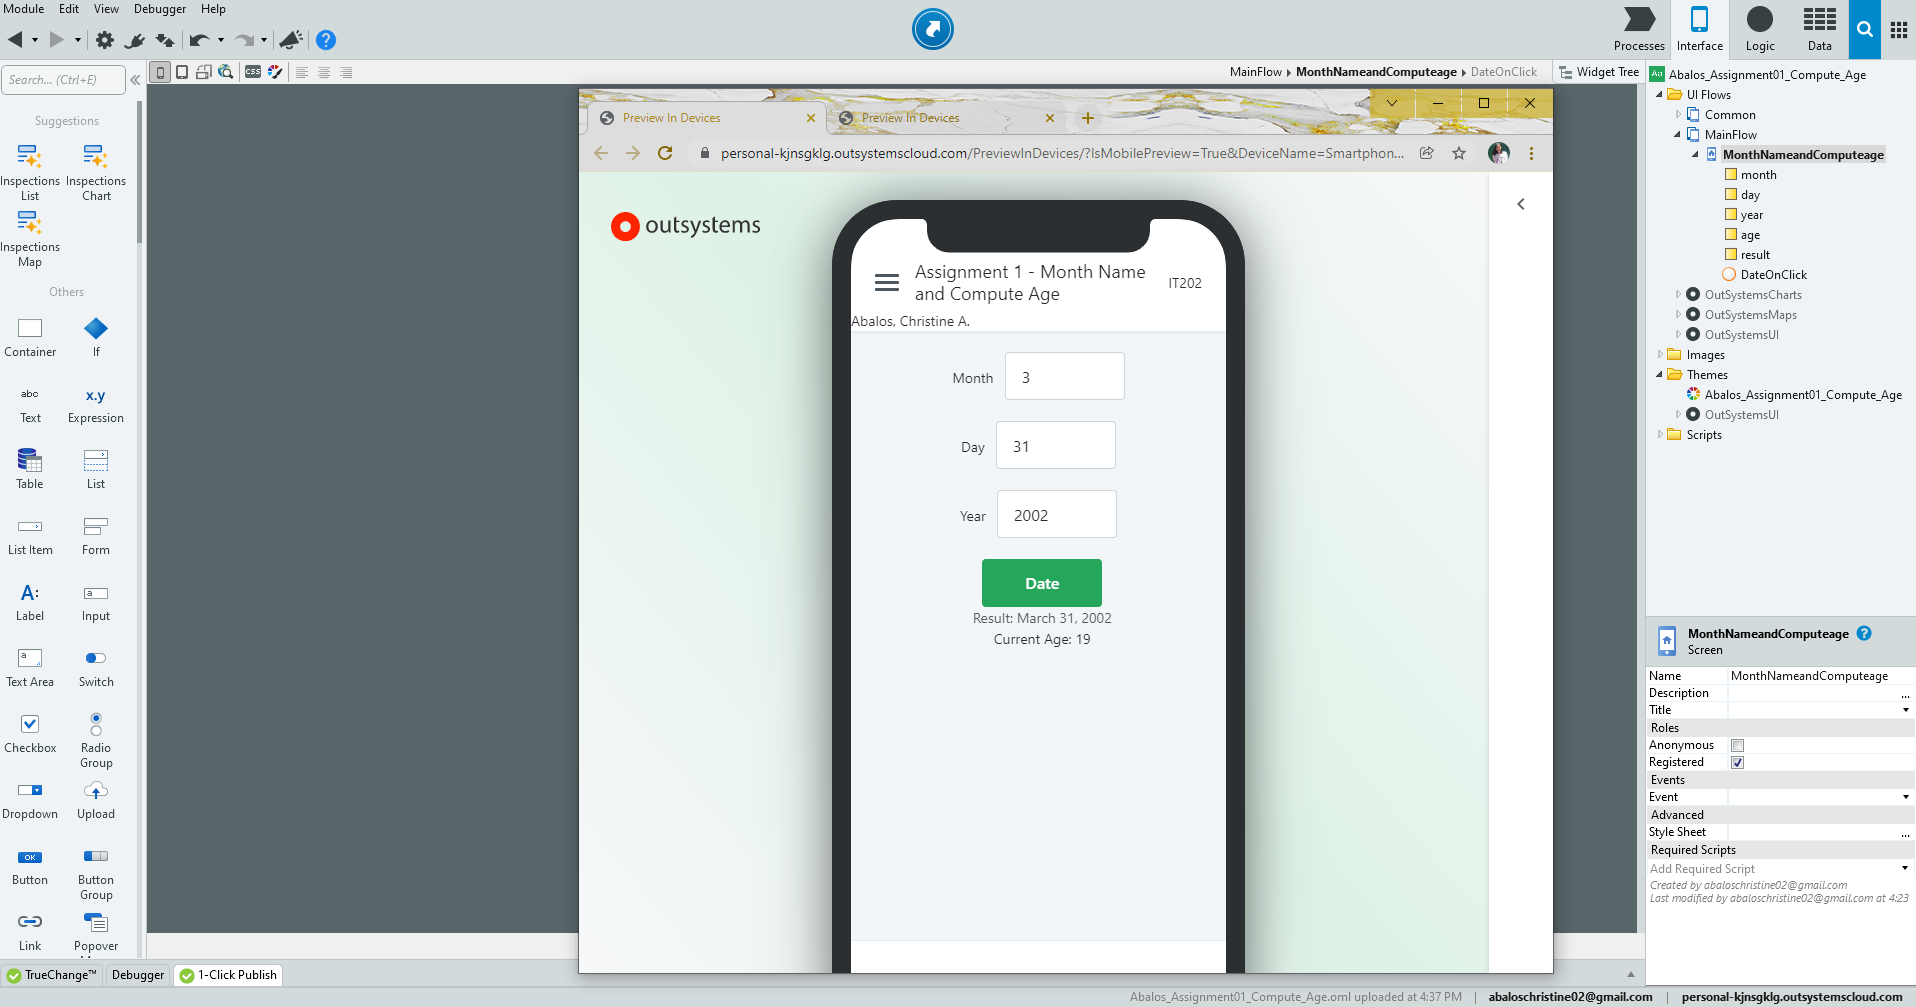 Module Edit View Debugger Help
Processes Interface Logic Data
Search... (Ctrl+E)
CSS
MainFlow MonthNameandComputeage DateOnClick
Widget Tree
Suggestions
Inspections List
Inspections Chart
Inspections Map
Others
Container If
abc
x.y
Text Expression
Table List
List Item Form
A:
a
Label Input
a
Text Area Switch
Checkbox Radio Group
Dropdown Upload
OK
Button Button Group
Link Popover
Preview In Devices
Preview In Devices
personal-kjnsgklg.outsystemscloud.com/PreviewInDevices/?IsMobilePreview=True&DeviceName=Smartphon...
outsystems
Assignment 1 - Month Name
and Compute Age
IT202
Abalos, Christine A.
Month 3
Day 31
Year 2002
Date
Result: March 31, 2002
Current Age: 19
Aa Abalos_Assignment01_Compute_Age
UI Flows
Common
MainFlow
MonthNameandComputeage
month
day
year
age
result
DateOnClick
OutSystemsCharts
OutSystemsMaps
OutSystemsUI
Images
Themes
Abalos_Assignment01_Compute_Age
OutSystemsUI
Scripts
MonthNameandComputeage ?
Screen
Name MonthNameandComputeage
Description ...
Title
Roles
Anonymous
Registered
Events
Event
Advanced
Style Sheet ...
Required Scripts
Add Required Script
Created by abaloschristine02@gmail.com
Last modified by abaloschristine02@gmail.com at 4:23
TrueChange™ Debugger 1-Click Publish
Abalos_Assignment01_Compute_Age.oml uploaded at 4:37 PM | abaloschristine02@gmail.com | personal-kjnsgklg.outsystemscloud.com